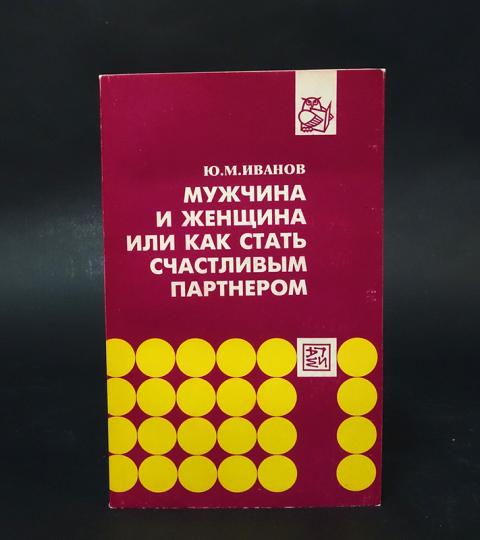 Ю.М.ИВАНОВ
МУЖЧИНА
И ЖЕНЩИНА
ИЛИ КАК СТАТЬ
СЧАСТЛИВЫМ
ПАРТНЕРОМ